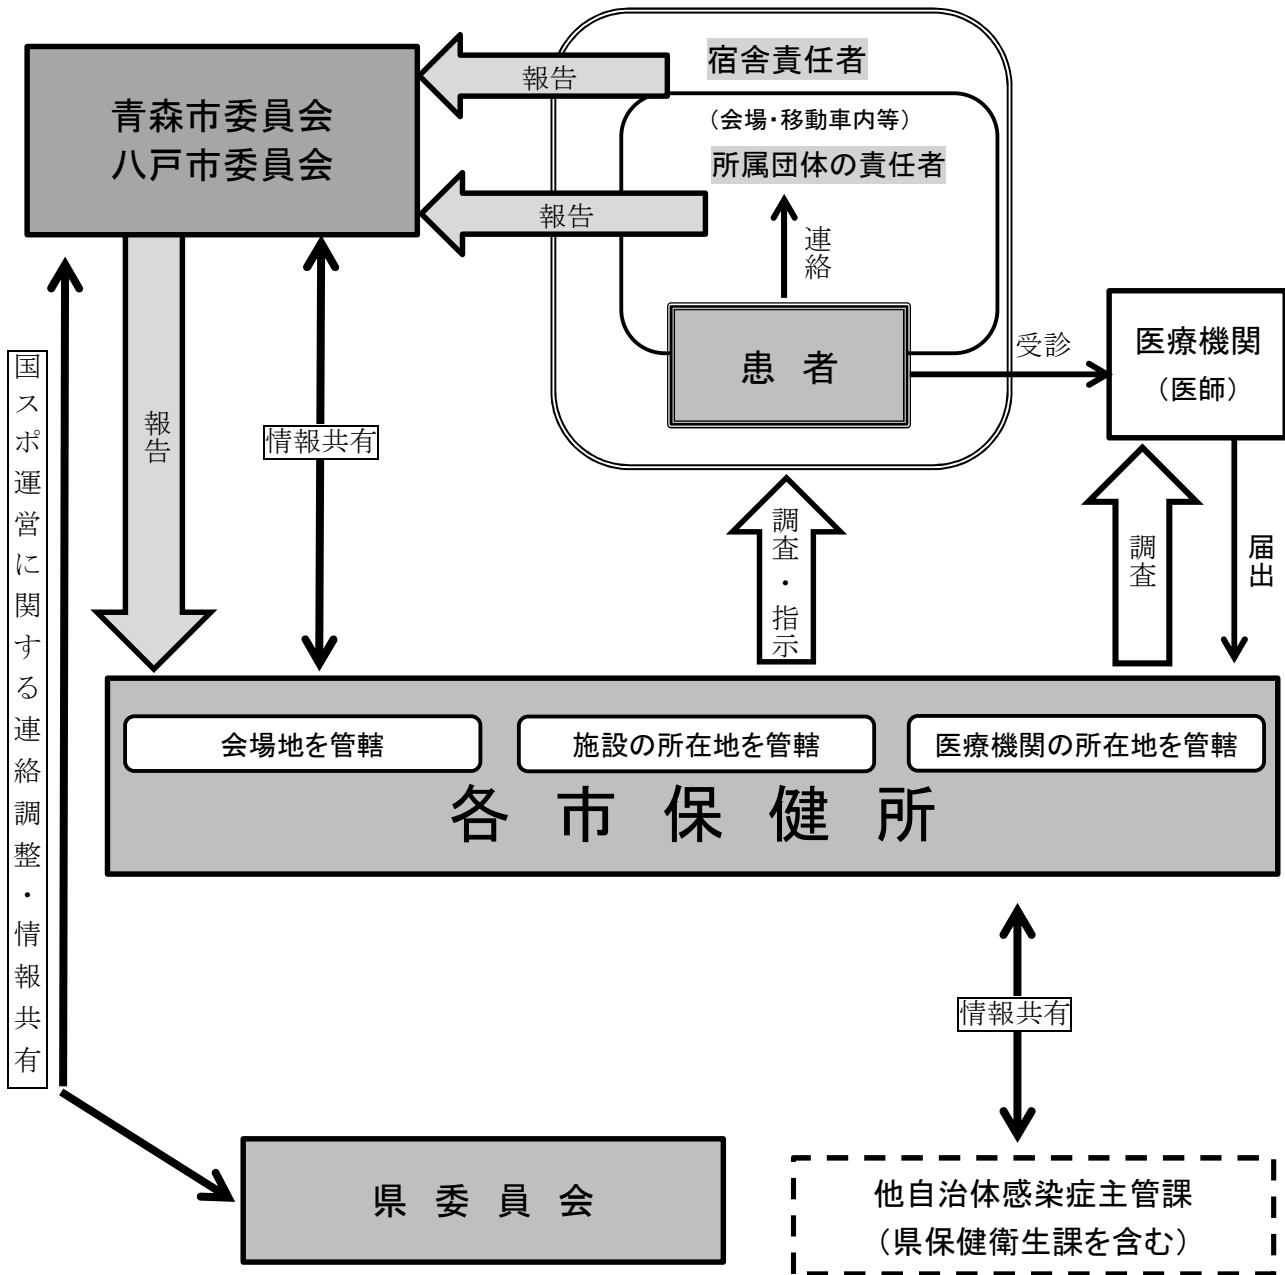 宿舎責任者
報告
青森市委員会
八戸市委員会
(会場・移動車内等)
所属団体の責任者
報告
連絡
患 者
受診
医療機関
(医師)
国スポ運営に関する連絡調整・情報共有
報告
情報共有
調査・指示
調査
届出
会場地を管轄
施設の所在地を管轄
医療機関の所在地を管轄
各 市 保 健 所
情報共有
県 委 員 会
他自治体感染症主管課
(県保健衛生課を含む)